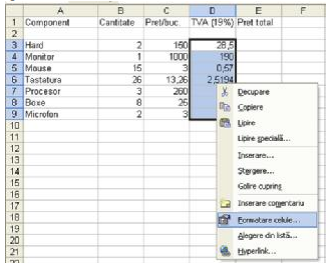 A B C D E F
1 Component Cantitate Pret/buc. TVA (19%) Pret total
2
3 Hard 2 150 28,5
4 Monitor 1 1000 190
5 Mouse 15 3 0,57
6 Tastatura 26 13,26 2,5194
7 Procesor 3 260
8 Boxe 8 25
9 Microfon 2 3
10
11
12
13
14
15
16
17
18
19
20
21
Decupare
Copiere
Lipire
Lipire specială...
Inserare...
Ștergere...
Golire cuprins
Inserare comentariu
Formatare celule...
Alegere din listă...
Hyperlink...